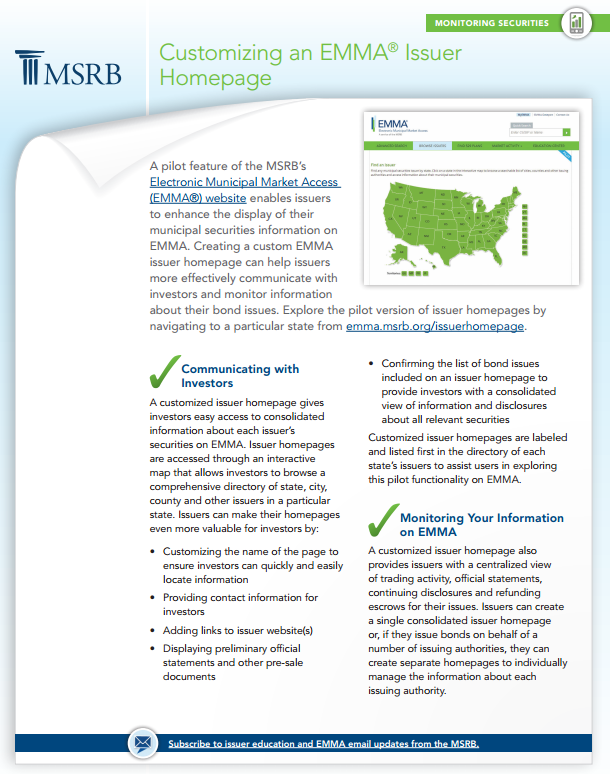 MONITORING SECURITIES
MSRB
Customizing an EMMA® Issuer
Homepage
EMMA
Electronic Municipal Market Access
BROWSE ISSUERS
Find an Issuer
A pilot feature of the MSRB's
Electronic Municipal Market Access
(EMMA®) website enables issuers
to enhance the display of their
municipal securities information on
EMMA. Creating a custom EMMA
issuer homepage can help issuers
more effectively communicate with
investors and monitor information
about their bond issues. Explore the pilot version of issuer homepages by
navigating to a particular state from emma.msrb.org/issuerhomepage.
Communicating with
Investors
A customized issuer homepage gives
investors easy access to consolidated
information about each issuer's
securities on EMMA. Issuer homepages
are accessed through an interactive
map that allows investors to browse a
comprehensive directory of state, city,
county and other issuers in a particular
state. Issuers can make their homepages
even more valuable for investors by:
• Customizing the name of the page to
ensure investors can quickly and easily
locate information
• Providing contact information for
investors
• Adding links to issuer website(s)
• Displaying preliminary official
statements and other pre-sale
documents
• Confirming the list of bond issues
included on an issuer homepage to
provide investors with a consolidated
view of information and disclosures
about all relevant securities
Customized issuer homepages are labeled
and listed first in the directory of each
state's issuers to assist users in exploring
this pilot functionality on EMMA.
Monitoring Your Information
on EMMA
A customized issuer homepage also
provides issuers with a centralized view
of trading activity, official statements,
continuing disclosures and refunding
escrows for their issues. Issuers can create
a single consolidated issuer homepage
or, if they issue bonds on behalf of a
number of issuing authorities, they can
create separate homepages to individually
manage the information about each
issuing authority.
Subscribe to issuer education and EMMA email updates from the MSRB.